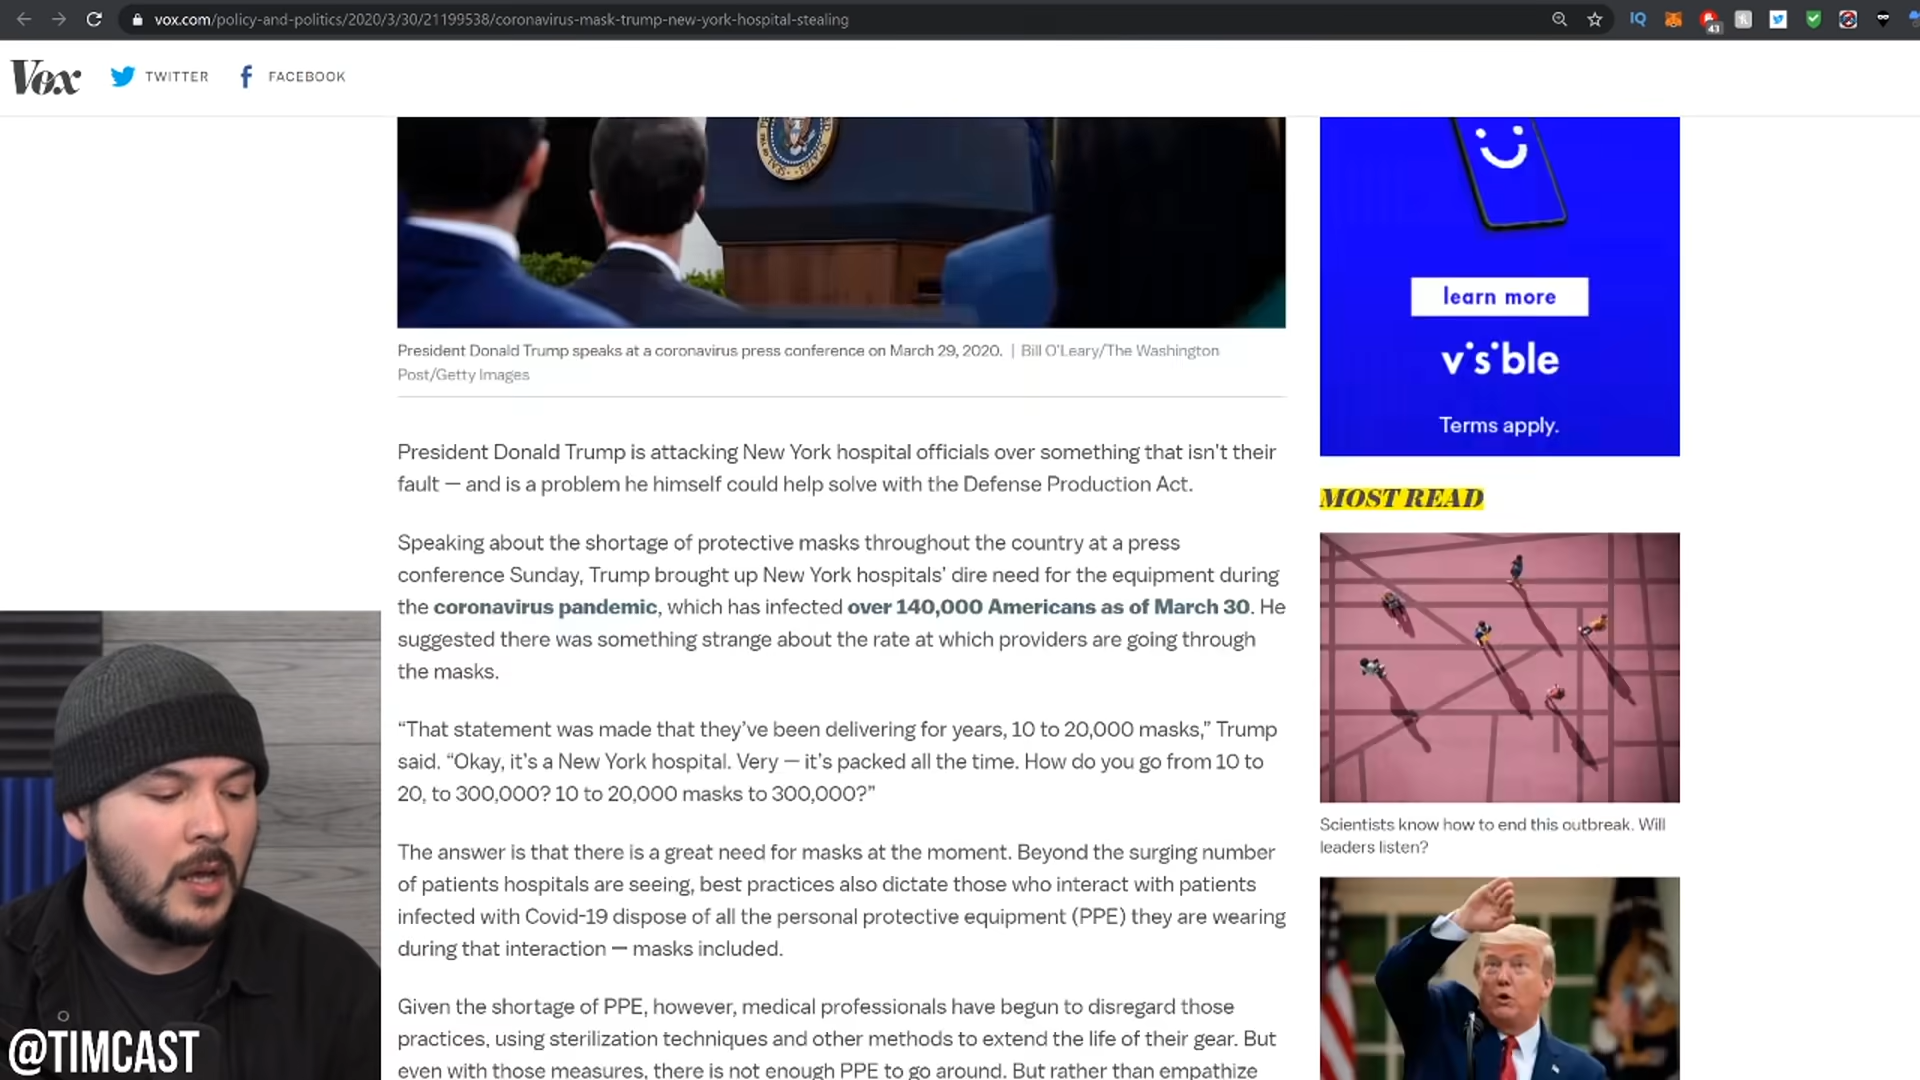 vox.com/policy-and-politics/2020/3/30/21199538/coronavirus-mask-trump-new-york-hospital-stealing
IQ
43
Vox
TWITTER
FACEBOOK
learn more
visible
Terms apply.
President Donald Trump speaks at a coronavirus press conference on March 29, 2020. | Bill O'Leary/The Washington
Post/Getty Images
President Donald Trump is attacking New York hospital officials over something that isn't their
fault — and is a problem he himself could help solve with the Defense Production Act.
Speaking about the shortage of protective masks throughout the country at a press
conference Sunday, Trump brought up New York hospitals’ dire need for the equipment during
the coronavirus pandemic, which has infected over 140,000 Americans as of March 30. He
suggested there was something strange about the rate at which providers are going through
the masks.
“That statement was made that they’ve been delivering for years, 10 to 20,000 masks,” Trump
said. “Okay, it’s a New York hospital. Very — it’s packed all the time. How do you go from 10 to
20, to 300,000? 10 to 20,000 masks to 300,000?”
The answer is that there is a great need for masks at the moment. Beyond the surging number
of patients hospitals are seeing, best practices also dictate those who interact with patients
infected with Covid-19 dispose of all the personal protective equipment (PPE) they are wearing
during that interaction — masks included.
Given the shortage of PPE, however, medical professionals have begun to disregard those
practices, using sterilization techniques and other methods to extend the life of their gear. But
even with those measures, there is not enough PPE to go around. But rather than empathize
MOST READ
Scientists know how to end this outbreak. Will
leaders listen?
@TIMCAST